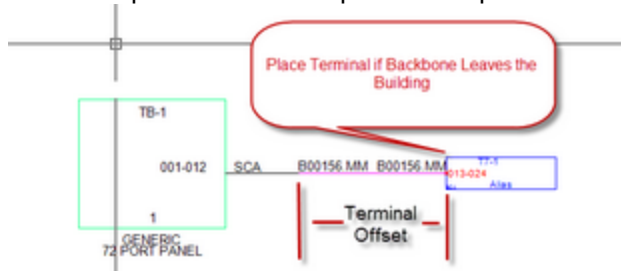 Place Terminal if Backbone Leaves the
Building
TB-1
001-012
SCA
B00156.MM
B00156.MM
T7-1
013-024
Alias
1
GENERIC
72 PORT PANEL
Terminal
Offset